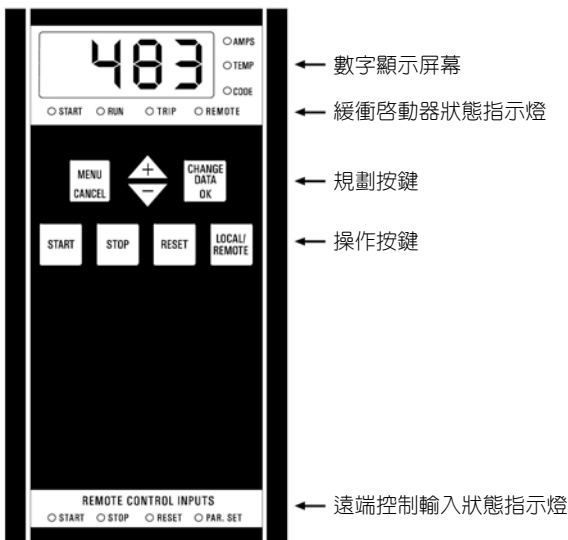 483
AMPS
TEMP
CODE
數字顯示屏幕
START RUN TRIP REMOTE
緩衝啓動器狀態指示燈
MENU
CANCEL
+
−
CHANGE
DATA
OK
規劃按鍵
START
STOP
RESET
LOCAL/
REMOTE
操作按鍵
REMOTE CONTROL INPUTS
START STOP RESET PAR. SET
遠端控制輸入狀態指示燈